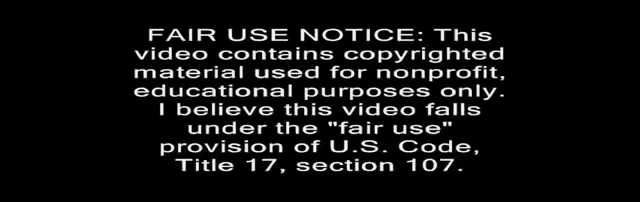 FAIR USE NOTICE: This
video contains copyrighted
material used for nonprofit,
educational purposes only.
I believe this video falls
under the "fair use"
provision of U.S. Code,
Title 17, section 107.